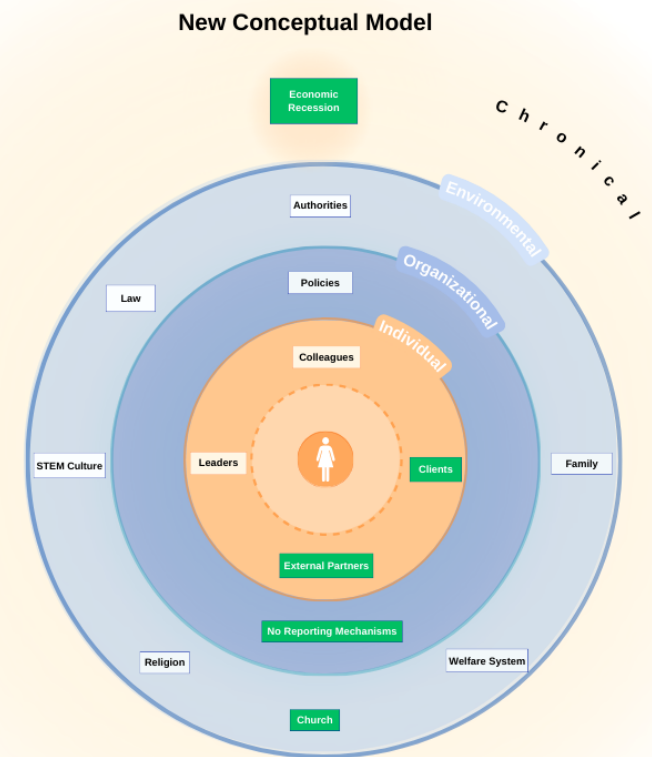 New Conceptual Model
Economic
Recession
Chronical
Environmental
Authorities
Organizational
Policies
Law
Individual
Colleagues
Leaders
STEM Culture
Clients
Family
External Partners
No Reporting Mechanisms
Religion
Welfare System
Church